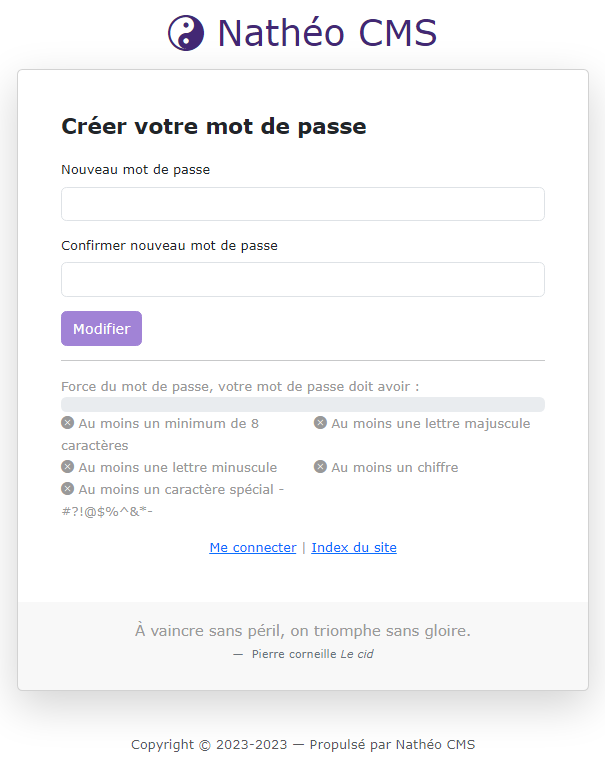 Nathéo CMS
Créer votre mot de passe
Nouveau mot de passe
Confirmer nouveau mot de passe
Modifier
Force du mot de passe, votre mot de passe doit avoir :
Au moins un minimum de 8
caractères
Au moins une lettre majuscule
Au moins une lettre minuscule
Au moins un chiffre
Au moins un caractère spécial -
#?!@$%^&*-
Me connecter | Index du site
À vaincre sans péril, on triomphe sans gloire.
— Pierre corneille Le cid
Copyright © 2023-2023 — Propulsé par Nathéo CMS